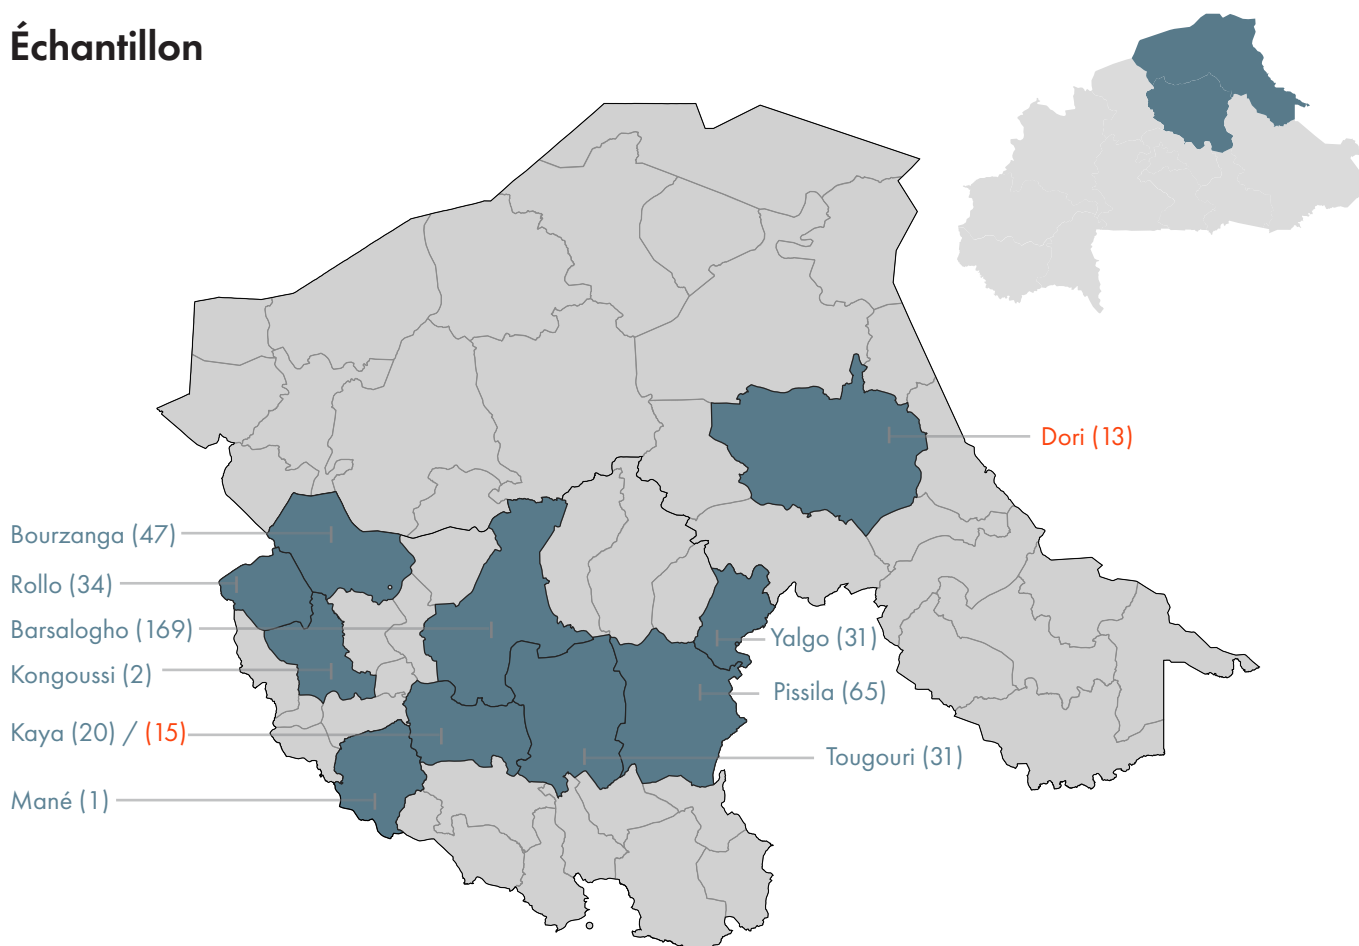 Échantillon
Dori (13)
Bourzanga (47)
Rollo (34)
Barsalogho (169)
Yalgo (31)
Kongoussi (2)
Pissila (65)
Kaya (20) / (15)
Tougouri (31)
Mané (1)